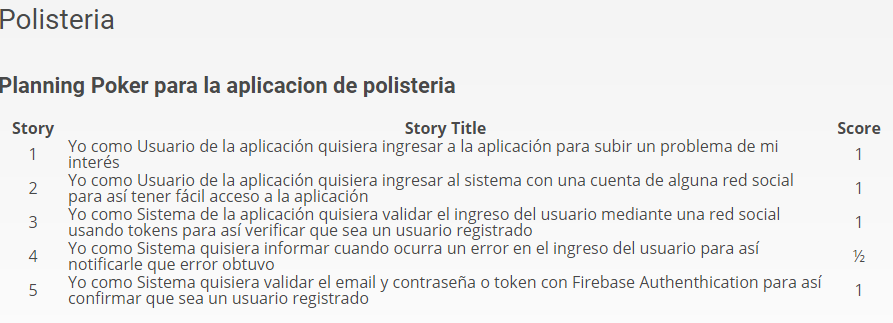 Polisteria
Planning Poker para la aplicacion de polisteria
Story Story Title Score
1 Yo como Usuario de la aplicación quisiera ingresar a la aplicación para subir un problema de mi 1
interés
2 Yo como Usuario de la aplicación quisiera ingresar al sistema con una cuenta de alguna red social 1
para así tener fácil acceso a la aplicación
3 Yo como Sistema de la aplicación quisiera validar el ingreso del usuario mediante una red social 1
usando tokens para así verificar que sea un usuario registrado
4 Yo como Sistema quisiera informar cuando ocurra un error en el ingreso del usuario para así ½
notificarle que error obtuvo
5 Yo como Sistema quisiera validar el email y contraseña o token con Firebase Authenthication para así 1
confirmar que sea un usuario registrado